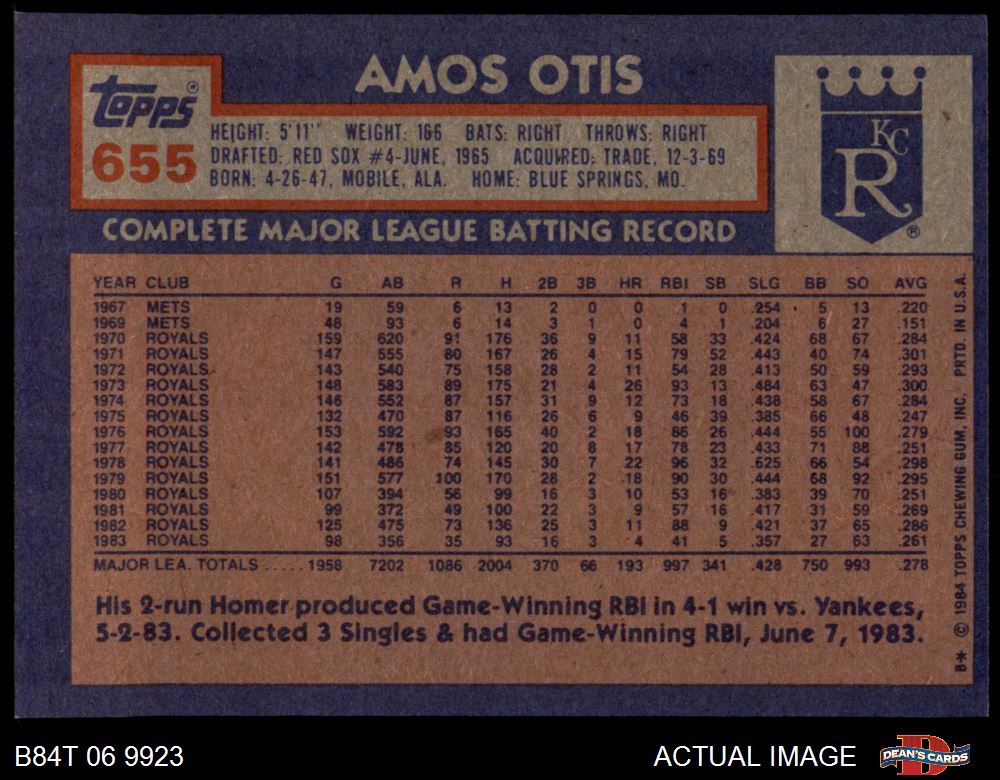 AMOS OTIS
Topps®
655
HEIGHT: 5'11" WEIGHT: 166 BATS: RIGHT THROWS: RIGHT
DRAFTED: RED SOX #4-JUNE, 1965 ACQUIRED: TRADE, 12-3-69
BORN: 4-26-47, MOBILE, ALA. HOME: BLUE SPRINGS, MO.
KC
R
®
COMPLETE MAJOR LEAGUE BATTING RECORD
YEAR CLUB G AB R H 2B 3B HR RBI SB SLG BB SO AVG
1967 METS 19 59 6 13 2 0 0 1 0 .254 5 13 .220
1969 METS 48 93 6 14 3 1 0 4 1 .204 6 27 .151
1970 ROYALS 159 620 91 176 36 9 11 58 33 .424 68 67 .284
1971 ROYALS 147 555 80 167 26 4 15 79 52 .443 40 74 .301
1972 ROYALS 143 540 75 158 28 2 11 54 28 .413 50 59 .293
1973 ROYALS 148 583 89 175 21 4 26 93 13 .484 63 47 .300
1974 ROYALS 146 552 87 157 31 9 12 73 18 .438 58 67 .284
1975 ROYALS 132 470 87 116 26 6 9 46 39 .385 66 48 .247
1976 ROYALS 153 592 93 165 40 2 18 86 26 .444 55 100 .279
1977 ROYALS 142 478 85 120 20 8 17 78 23 .433 71 88 .251
1978 ROYALS 141 486 74 145 30 7 22 96 32 .525 66 54 .298
1979 ROYALS 151 577 100 170 28 2 18 90 30 .444 68 92 .295
1980 ROYALS 107 394 56 99 16 3 10 53 16 .383 39 70 .251
1981 ROYALS 99 372 49 100 22 3 9 57 16 .417 31 59 .269
1982 ROYALS 125 475 73 136 25 3 11 88 9 .421 37 65 .286
1983 ROYALS 98 356 35 93 16 3 4 41 5 .357 27 63 .261
MAJOR LEA. TOTALS ..... 1958 7202 1086 2004 370 66 193 997 341 .428 750 993 .278
His 2-run Homer produced Game-Winning RBI in 4-1 win vs. Yankees,
5-2-83. Collected 3 Singles & had Game-Winning RBI, June 7, 1983.
B* © 1984 TOPPS CHEWING GUM, INC. PRTD. IN U.S.A.
B84T 06 9923
ACTUAL IMAGE
D
DEAN'S CARDS